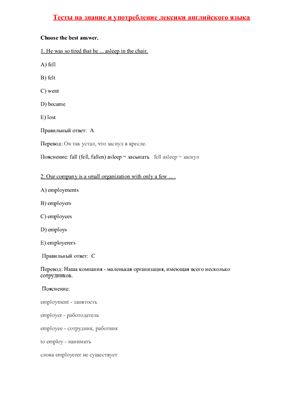 Тесты на знание и употребление лексики английского языка
Choose the best answer.
1. He was so tired that he ... asleep in the chair.
A) fell
B) felt
C) went
D) became
E) lost
Правильный ответ: A
Перевод: Он так устал, что заснул в кресле.
Пояснение: fall (fell, fallen) asleep = засыпать fell asleep = заснул
2. Our company is a small organization with only a few ... .
A) employments
B) employers
C) employees
D) employs
E) employerers
Правильный ответ: C
Перевод: Наша компания - маленькая организация, имеющая всего несколько
сотрудников.
Пояснение:
employment - занятость
employer - работодатель
employee - сотрудник, работник
to employ - нанимать
слова employerer не существует